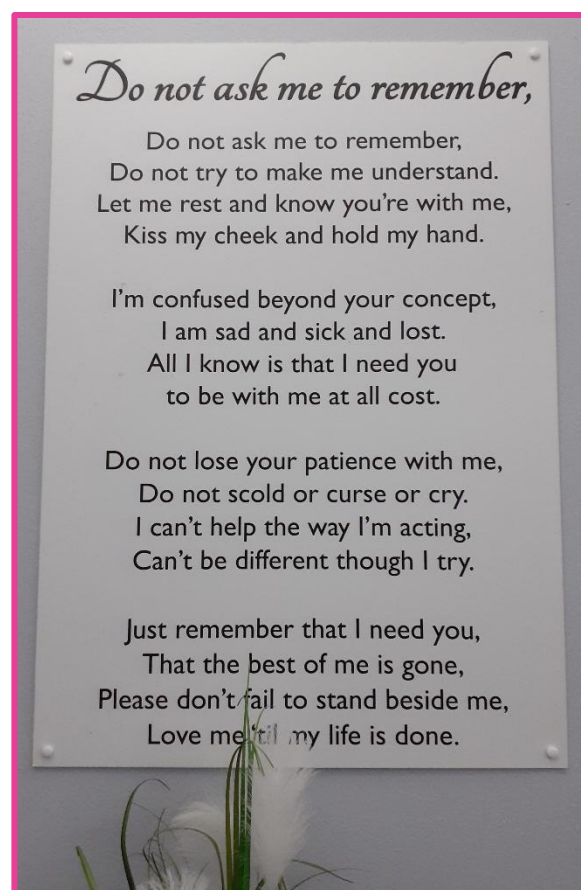 Do not ask me to remember,
Do not ask me to remember,
Do not try to make me understand.
Let me rest and know you're with me,
Kiss my cheek and hold my hand.
I'm confused beyond your concept,
I am sad and sick and lost.
All I know is that I need you
to be with me at all cost.
Do not lose your patience with me,
Do not scold or curse or cry.
I can't help the way I'm acting,
Can't be different though I try.
Just remember that I need you,
That the best of me is gone,
Please don't fail to stand beside me,
Love me 'til my life is done.